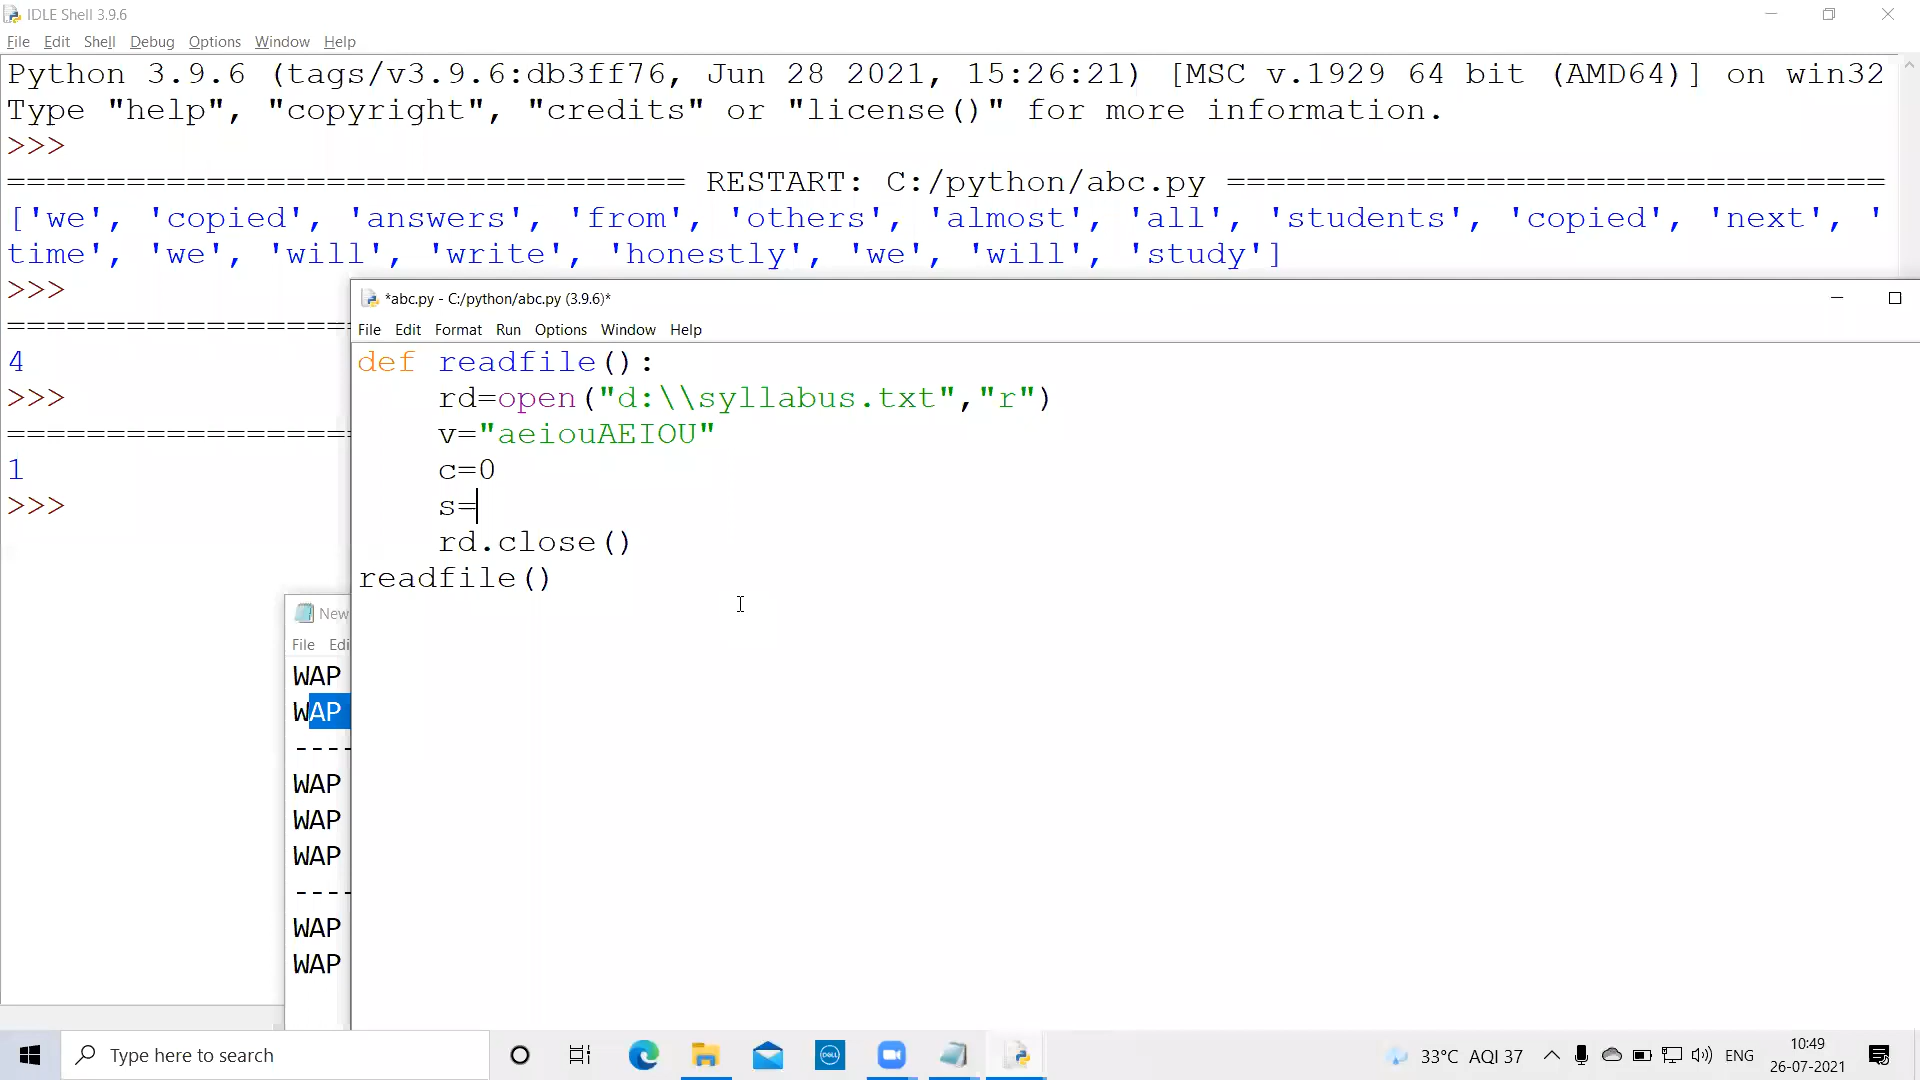 IDLE Shell 3.9.6
File Edit Shell Debug Options Window Help
Python 3.9.6 (tags/v3.9.6:db3ff76, Jun 28 2021, 15:26:21) [MSC v.1929 64 bit (AMD64)] on win32
Type "help", "copyright", "credits" or "license()" for more information.
>>>
================================== RESTART: C:/python/abc.py =================================
['we', 'copied', 'answers', 'from', 'others', 'almost', 'all', 'students', 'copied', 'next', '
time', 'we', 'will', 'write', 'honestly', 'we', 'will', 'study']
>>>
=================
4
>>>
=================
1
>>>
*abc.py - C:/python/abc.py (3.9.6)*
File Edit Format Run Options Window Help
def readfile():
    rd=open("d:\\syllabus.txt","r")
    v="aeiouAEIOU"
    c=0
    s=
    rd.close()
readfile()
New
File Edi
WAP
WAP
----
WAP
WAP
WAP
----
WAP
WAP
Type here to search
DELL
33°C AQI 37
ENG
10:49
26-07-2021